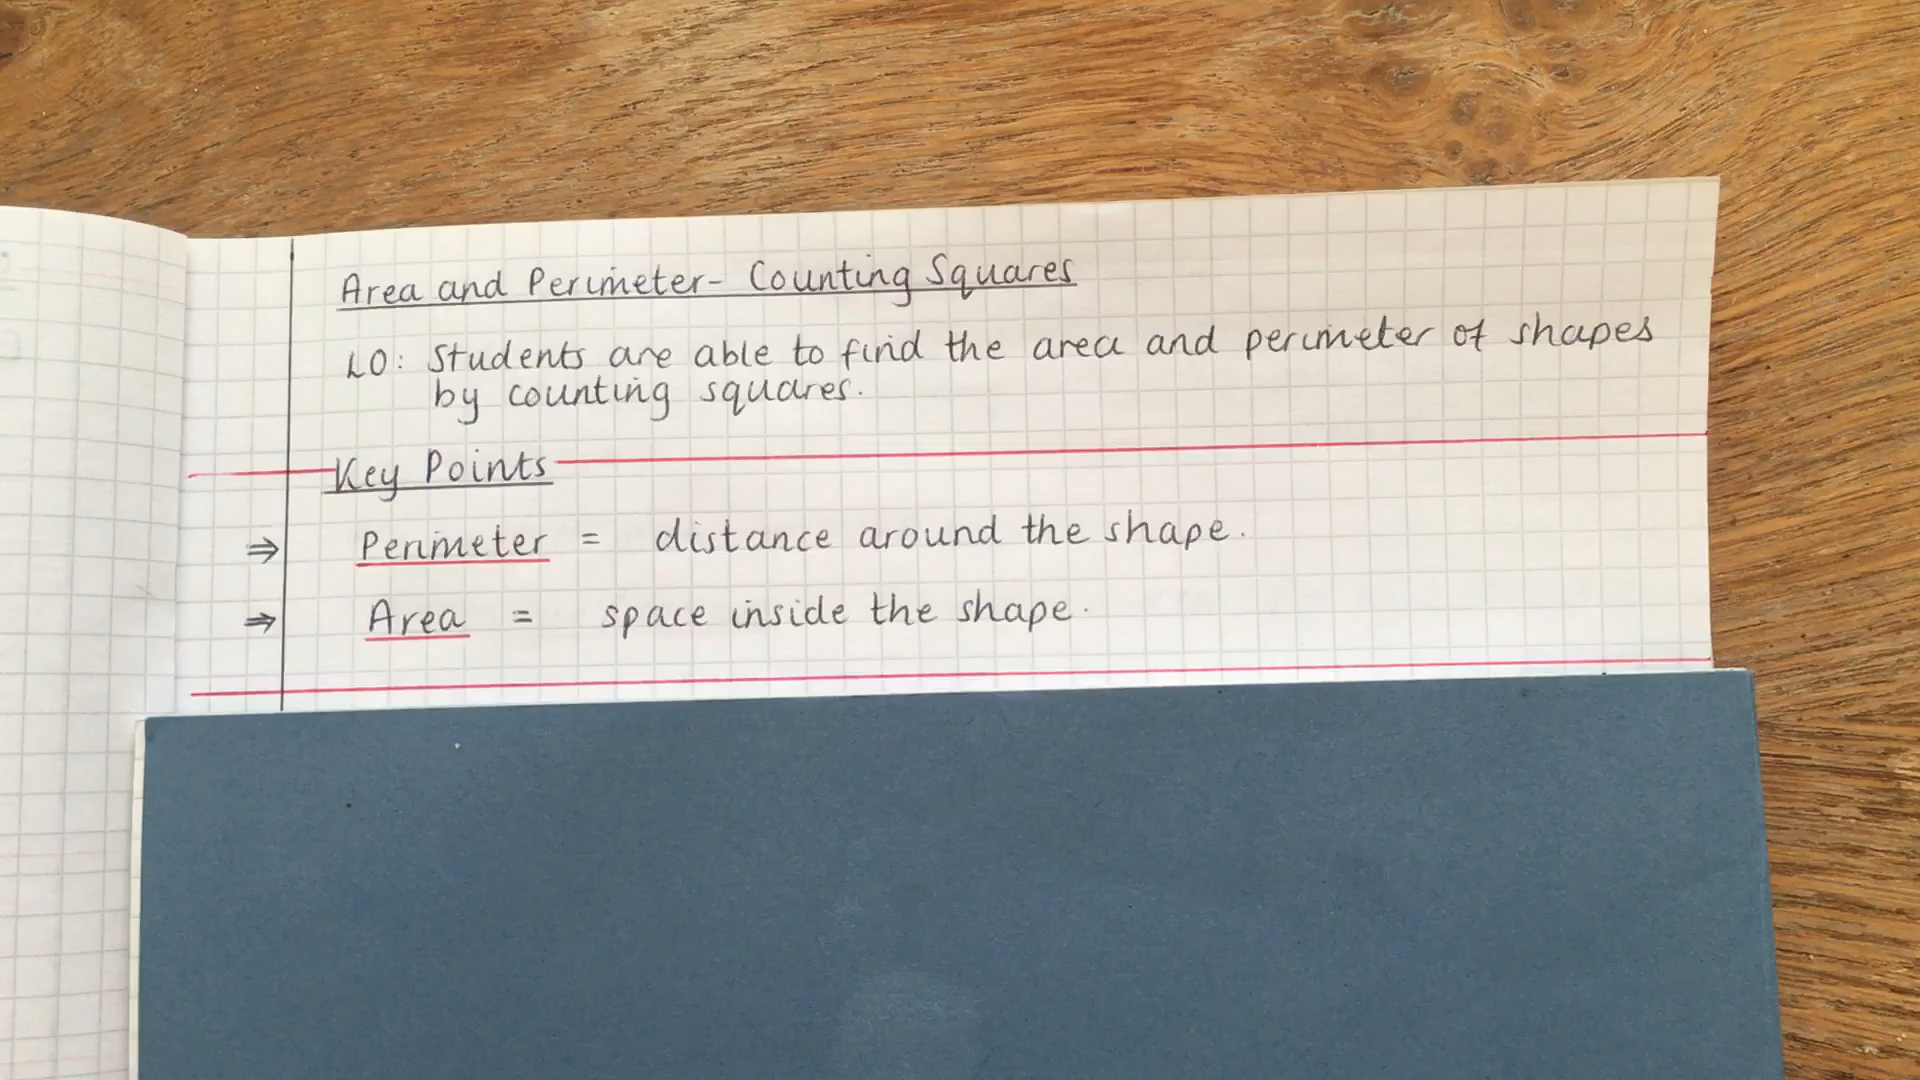 Area and Perimeter- Counting Squares
LO: Students are able to find the area and perimeter of shapes
by counting squares.
Key Points
⇒ Perimeter = distance around the shape.
⇒ Area = space inside the shape.